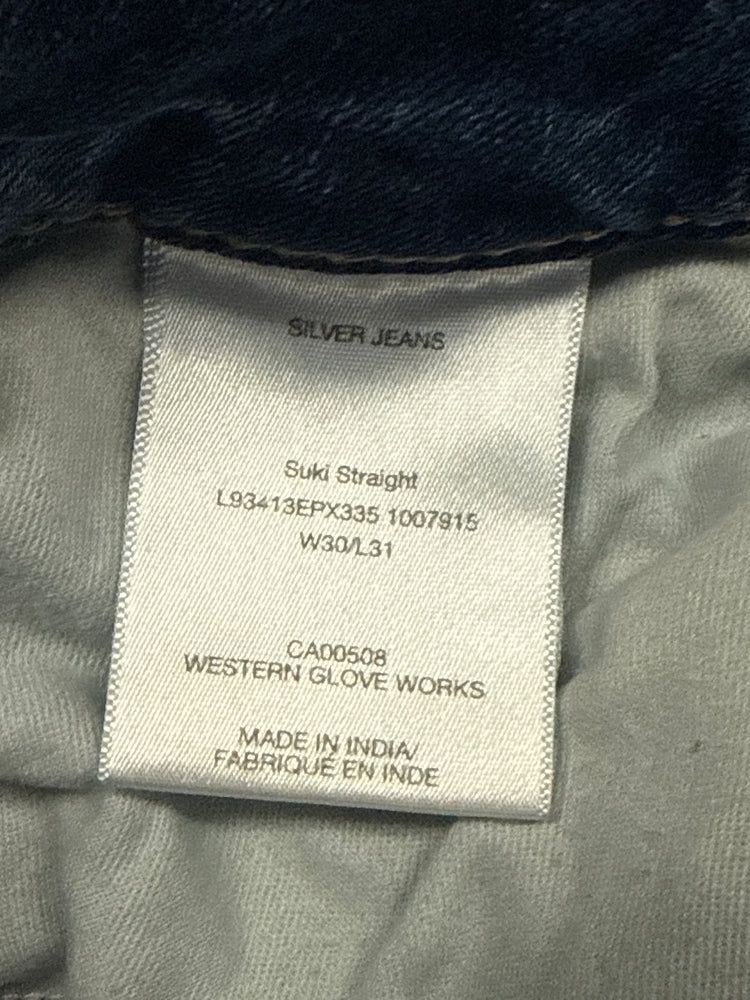 SILVER JEANS
Suki Straight
L93413EPX335 1007915
W30/L31
CA00508
WESTERN GLOVE WORKS
MADE IN INDIA/
FABRIQUÉ EN INDE